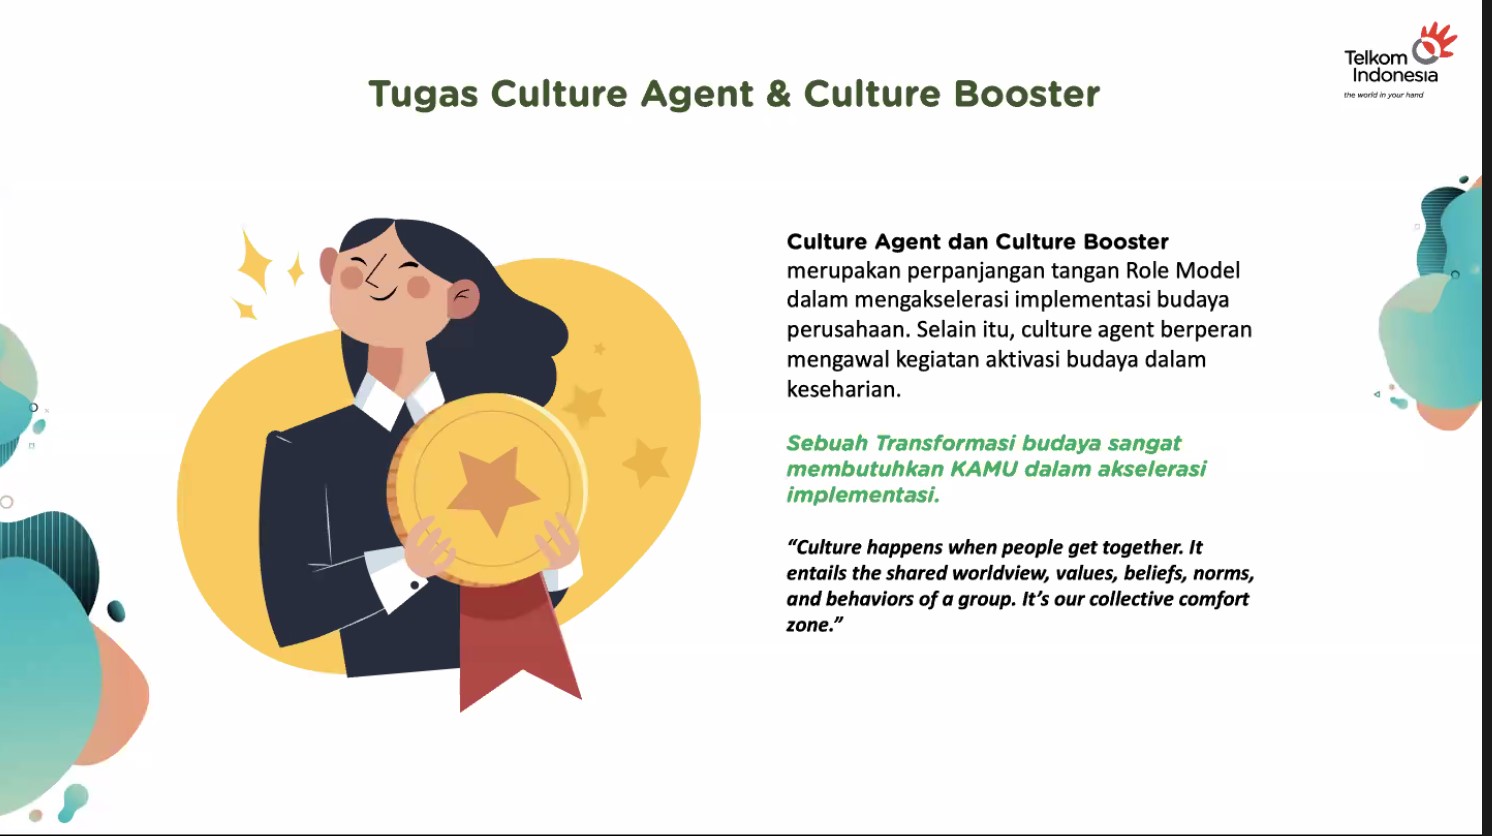 Telkom
Indonesia
the world in your hand
Tugas Culture Agent & Culture Booster
Culture Agent dan Culture Booster
merupakan perpanjangan tangan Role Model
dalam mengakselerasi implementasi budaya
perusahaan. Selain itu, culture agent berperan
mengawal kegiatan aktivasi budaya dalam
keseharian.
Sebuah Transformasi budaya sangat
membutuhkan KAMU dalam akselerasi
implementasi.
“Culture happens when people get together. It
entails the shared worldview, values, beliefs, norms,
and behaviors of a group. It’s our collective comfort
zone.”